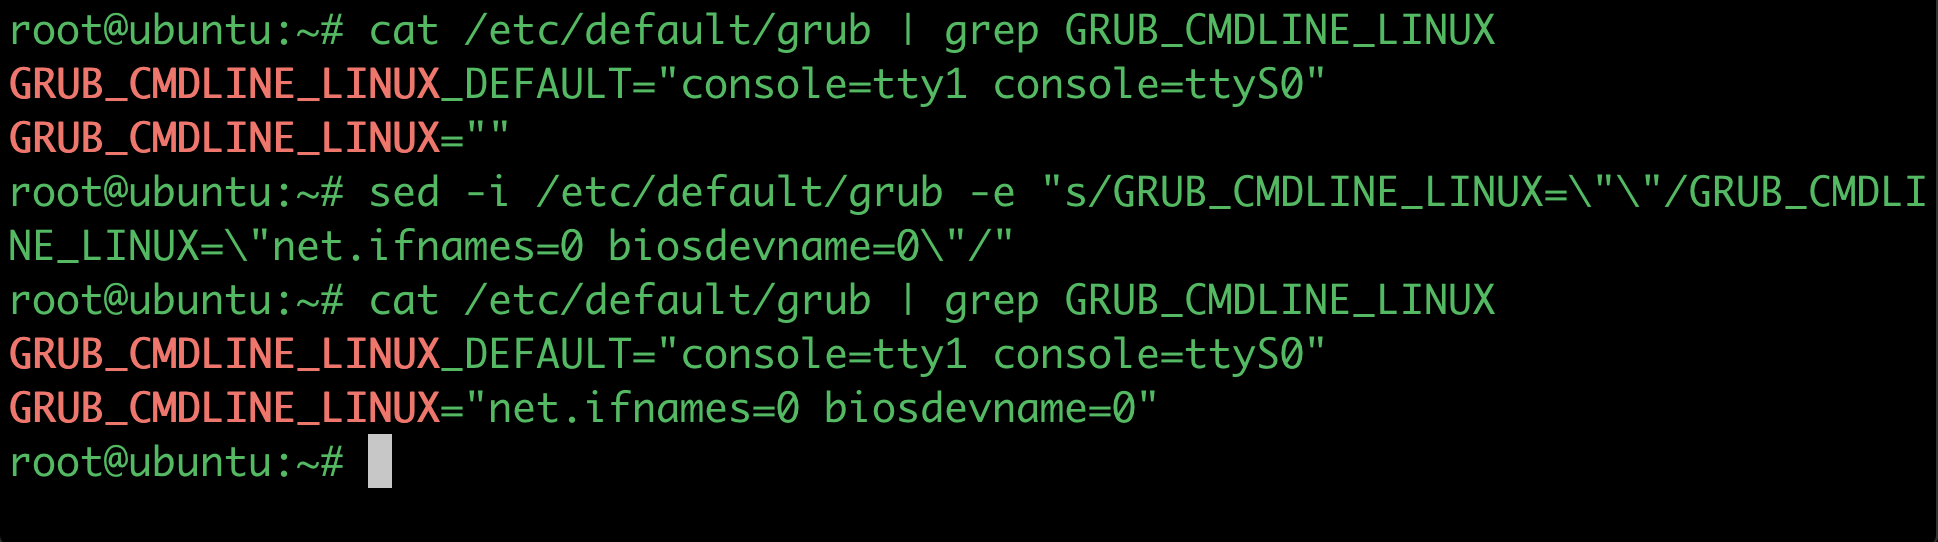 root@ubuntu:~# cat /etc/default/grub | grep GRUB_CMDLINE_LINUX
GRUB_CMDLINE_LINUX_DEFAULT="console=tty1 console=ttyS0"
GRUB_CMDLINE_LINUX=""
root@ubuntu:~# sed -i /etc/default/grub -e "s/GRUB_CMDLINE_LINUX=\"\"/GRUB_CMDLI
NE_LINUX=\"net.ifnames=0 biosdevname=0\"/"
root@ubuntu:~# cat /etc/default/grub | grep GRUB_CMDLINE_LINUX
GRUB_CMDLINE_LINUX_DEFAULT="console=tty1 console=ttyS0"
GRUB_CMDLINE_LINUX="net.ifnames=0 biosdevname=0"
root@ubuntu:~#